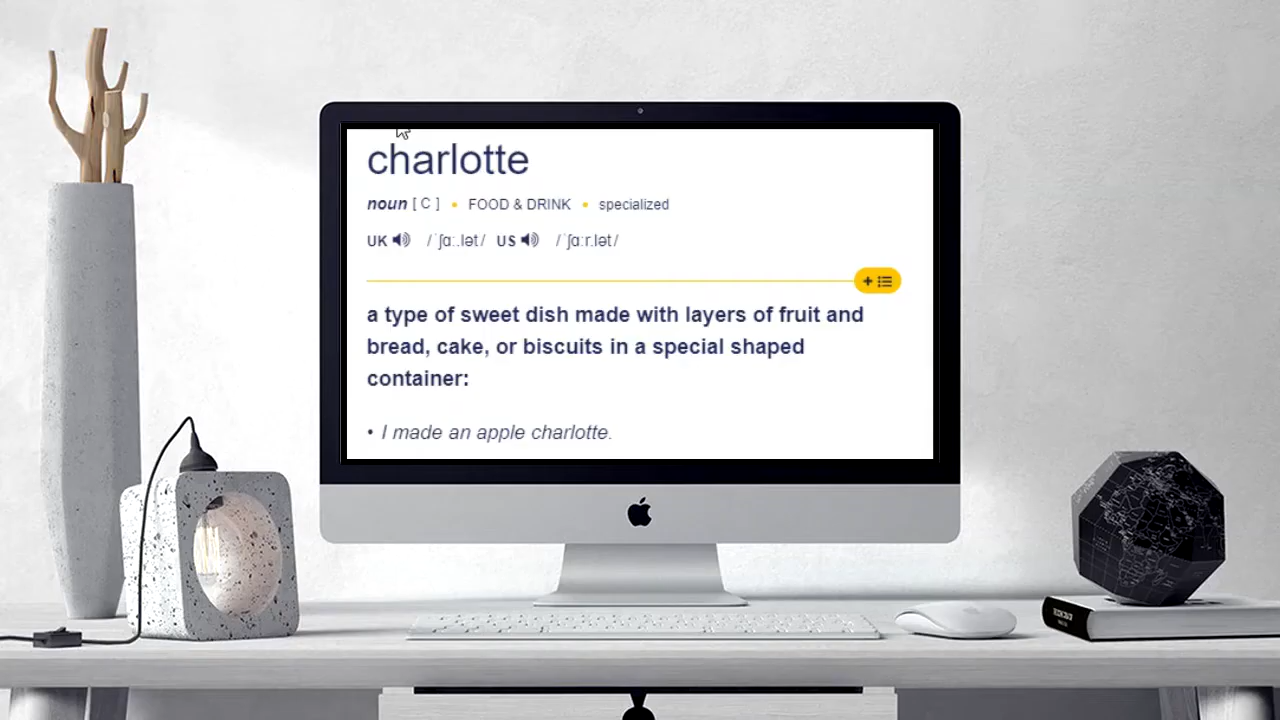 charlotte
noun [ C ] • FOOD & DRINK • specialized
UK /ˈʃɑː.lət/ US /ˈʃɑːr.lət/
a type of sweet dish made with layers of fruit and
bread, cake, or biscuits in a special shaped
container:
• I made an apple charlotte.